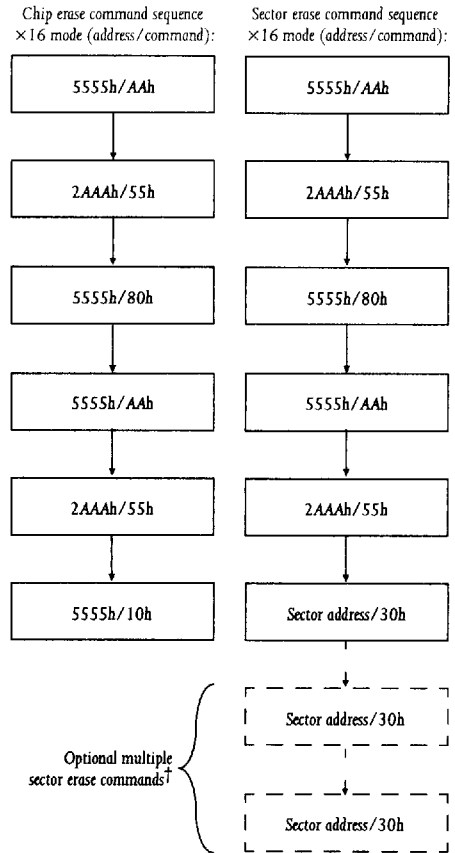 Chip erase command sequence
×16 mode (address/command):
5555h/AAh
2AAAh/55h
5555h/80h
5555h/AAh
2AAAh/55h
5555h/10h
Sector erase command sequence
×16 mode (address/command):
5555h/AAh
2AAAh/55h
5555h/80h
5555h/AAh
2AAAh/55h
Sector address/30h
Sector address/30h
Sector address/30h
Optional multiple
sector erase commands†